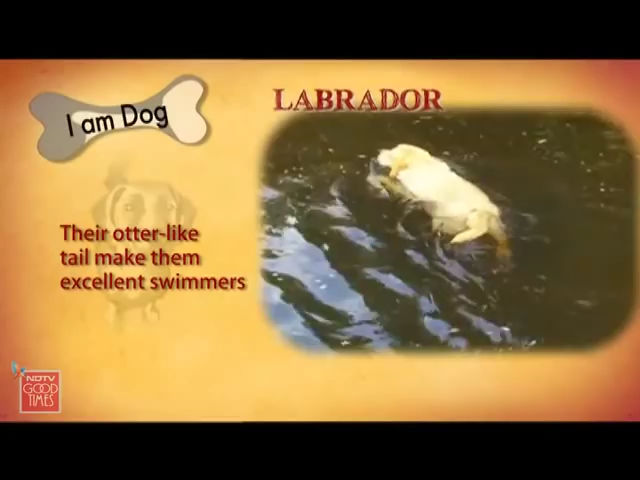 I am Dog
LABRADOR
Their otter-like
tail make them
excellent swimmers
NDTV
GOOD
TIMES